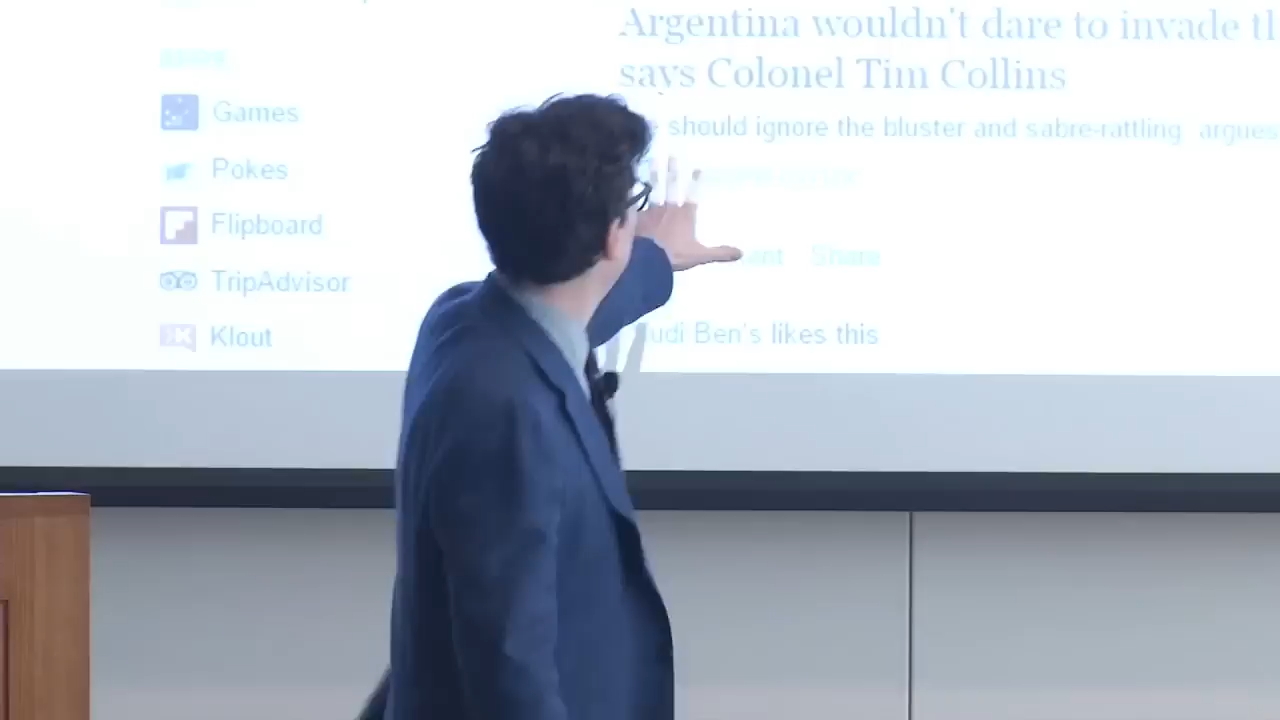 Argentina wouldn't dare to invade
says Colonel Tim Collins
should ignore the bluster and sabre-rattling argues
Games
Pokes
Flipboard
Share
TripAdvisor
Klout
Ben's likes this